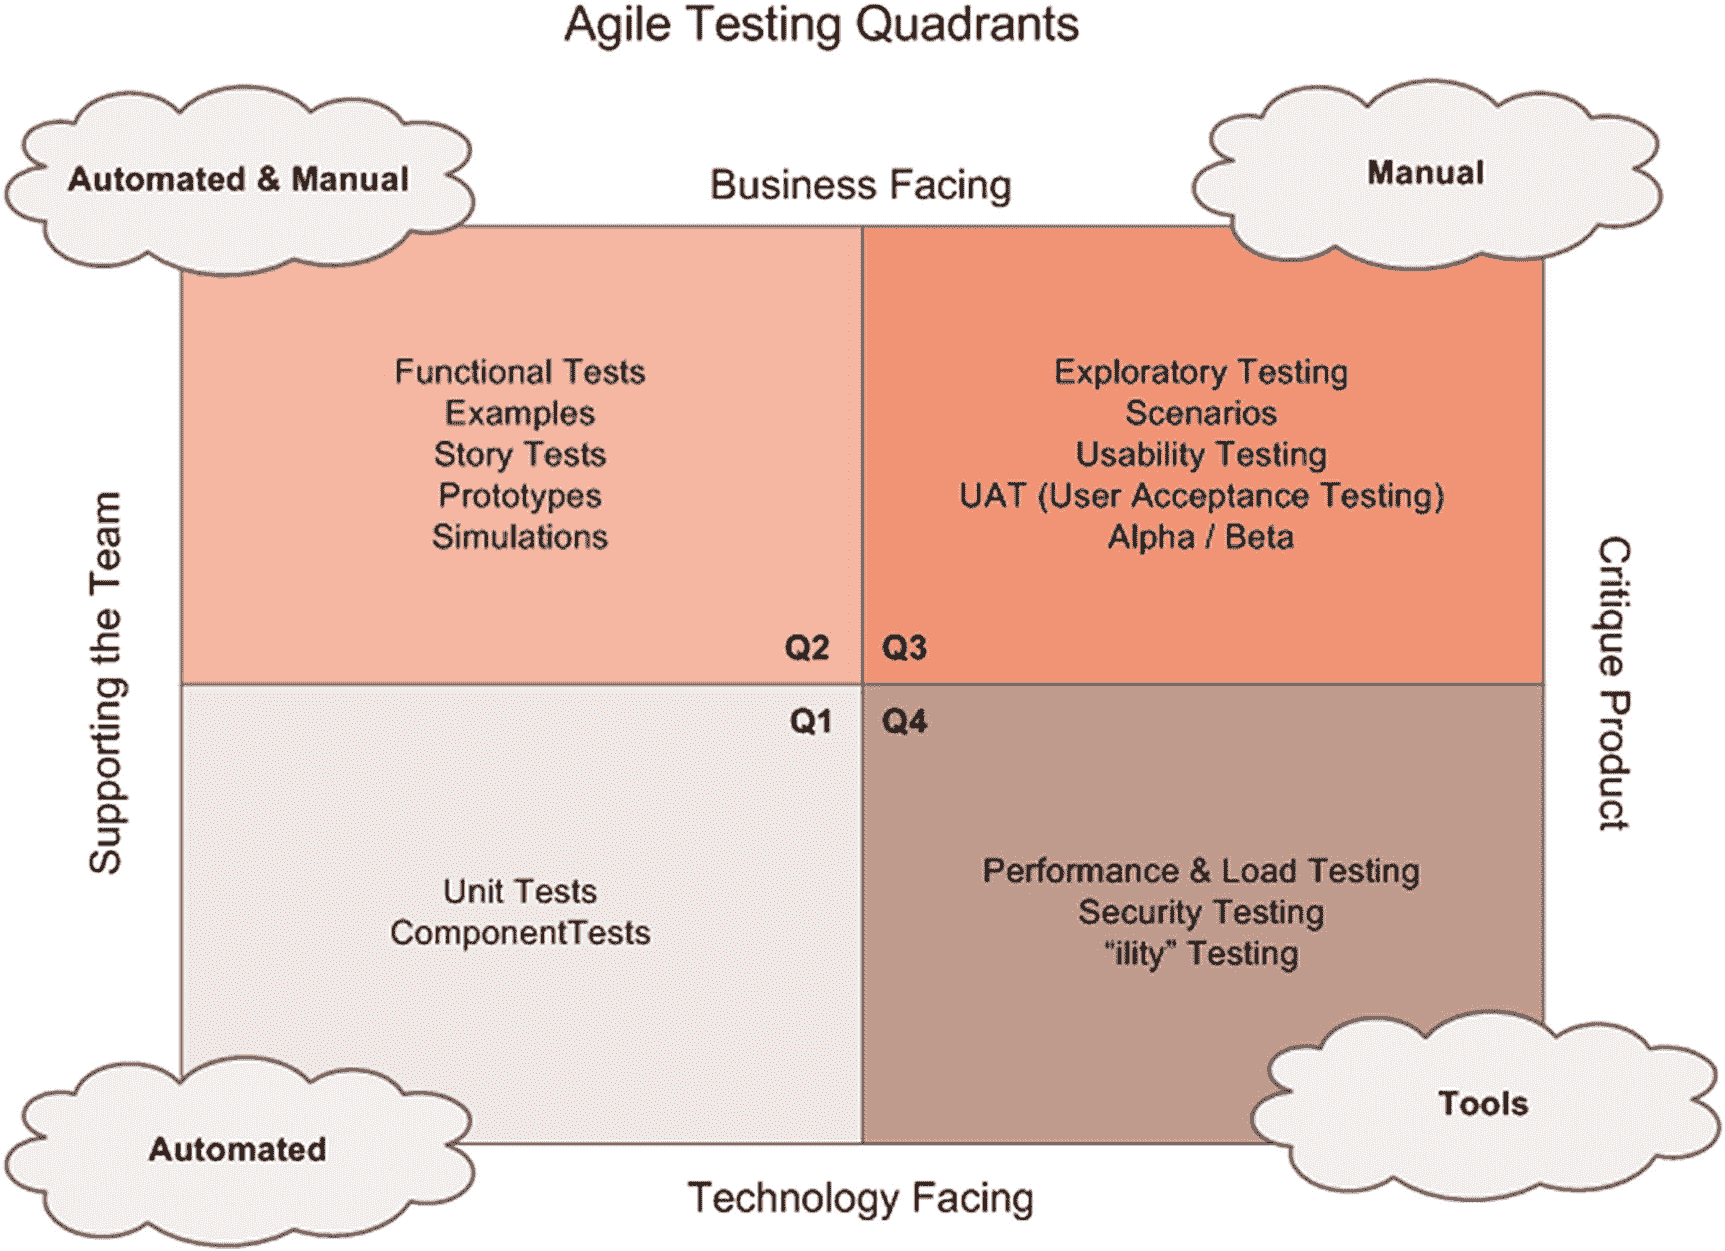 Agile Testing Quadrants
Automated & Manual
Business Facing
Manual
Functional Tests
Examples
Story Tests
Prototypes
Simulations
Q2
Exploratory Testing
Scenarios
Usability Testing
UAT (User Acceptance Testing)
Alpha / Beta
Q3
Supporting the Team
Critique Product
Q1
Unit Tests
ComponentTests
Q4
Performance & Load Testing
Security Testing
“ility” Testing
Automated
Technology Facing
Tools